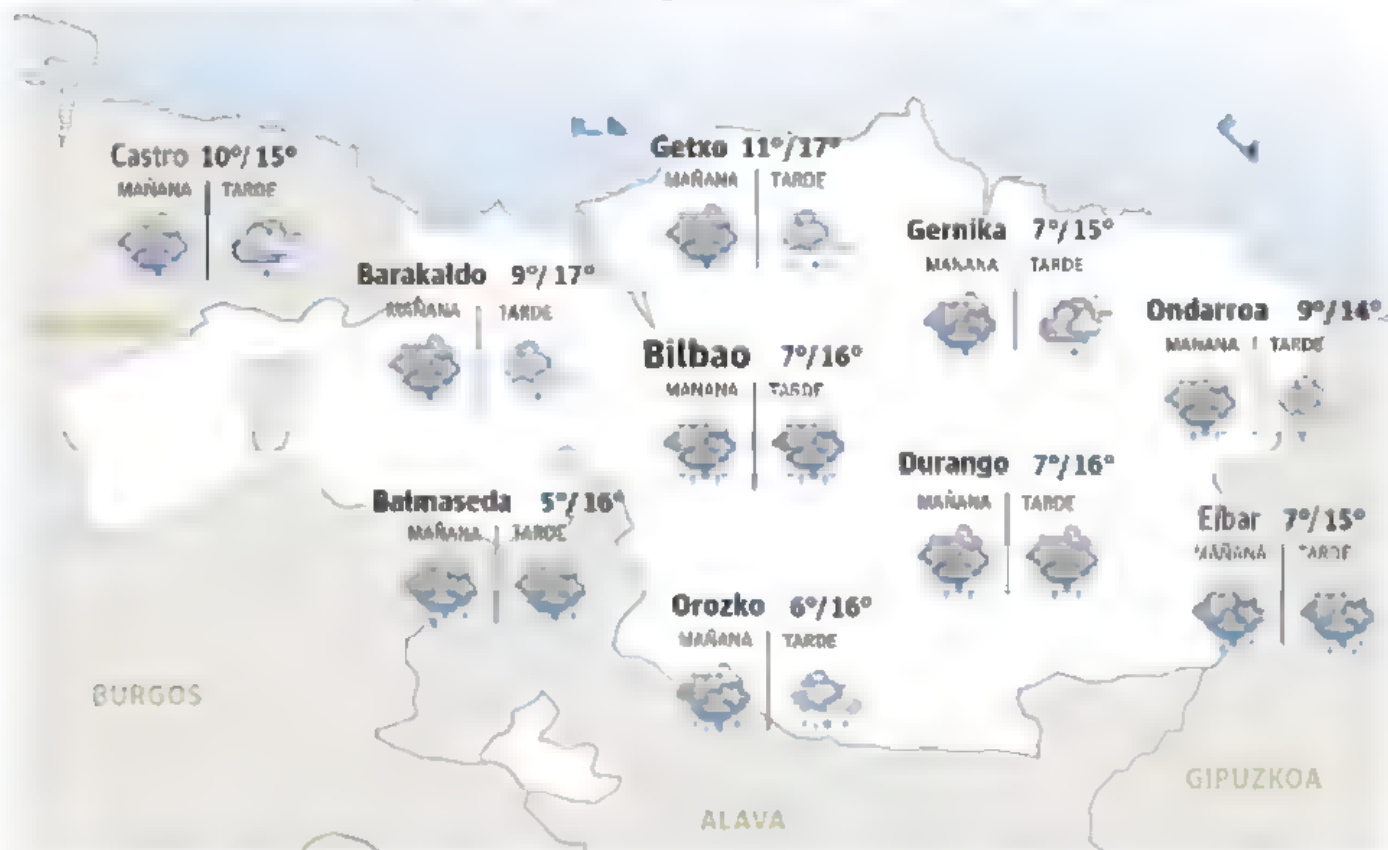 Castro 10°/15°
MAÑANA TARDE
Getxo 11°/17°
MAÑANA TARDE
Gernika 7°/15°
MAÑANA TARDE
Barakaldo 9°/17°
MAÑANA TARDE
Ondarroa 9°/14°
MAÑANA TARDE
Bilbao 7°/16°
MAÑANA TARDE
Durango 7°/16°
MAÑANA TARDE
Balmaseda 5°/16°
MAÑANA TARDE
Eibar 7°/15°
MAÑANA TARDE
Orozko 6°/16°
MAÑANA TARDE
BURGOS
GIPUZKOA
ALAVA